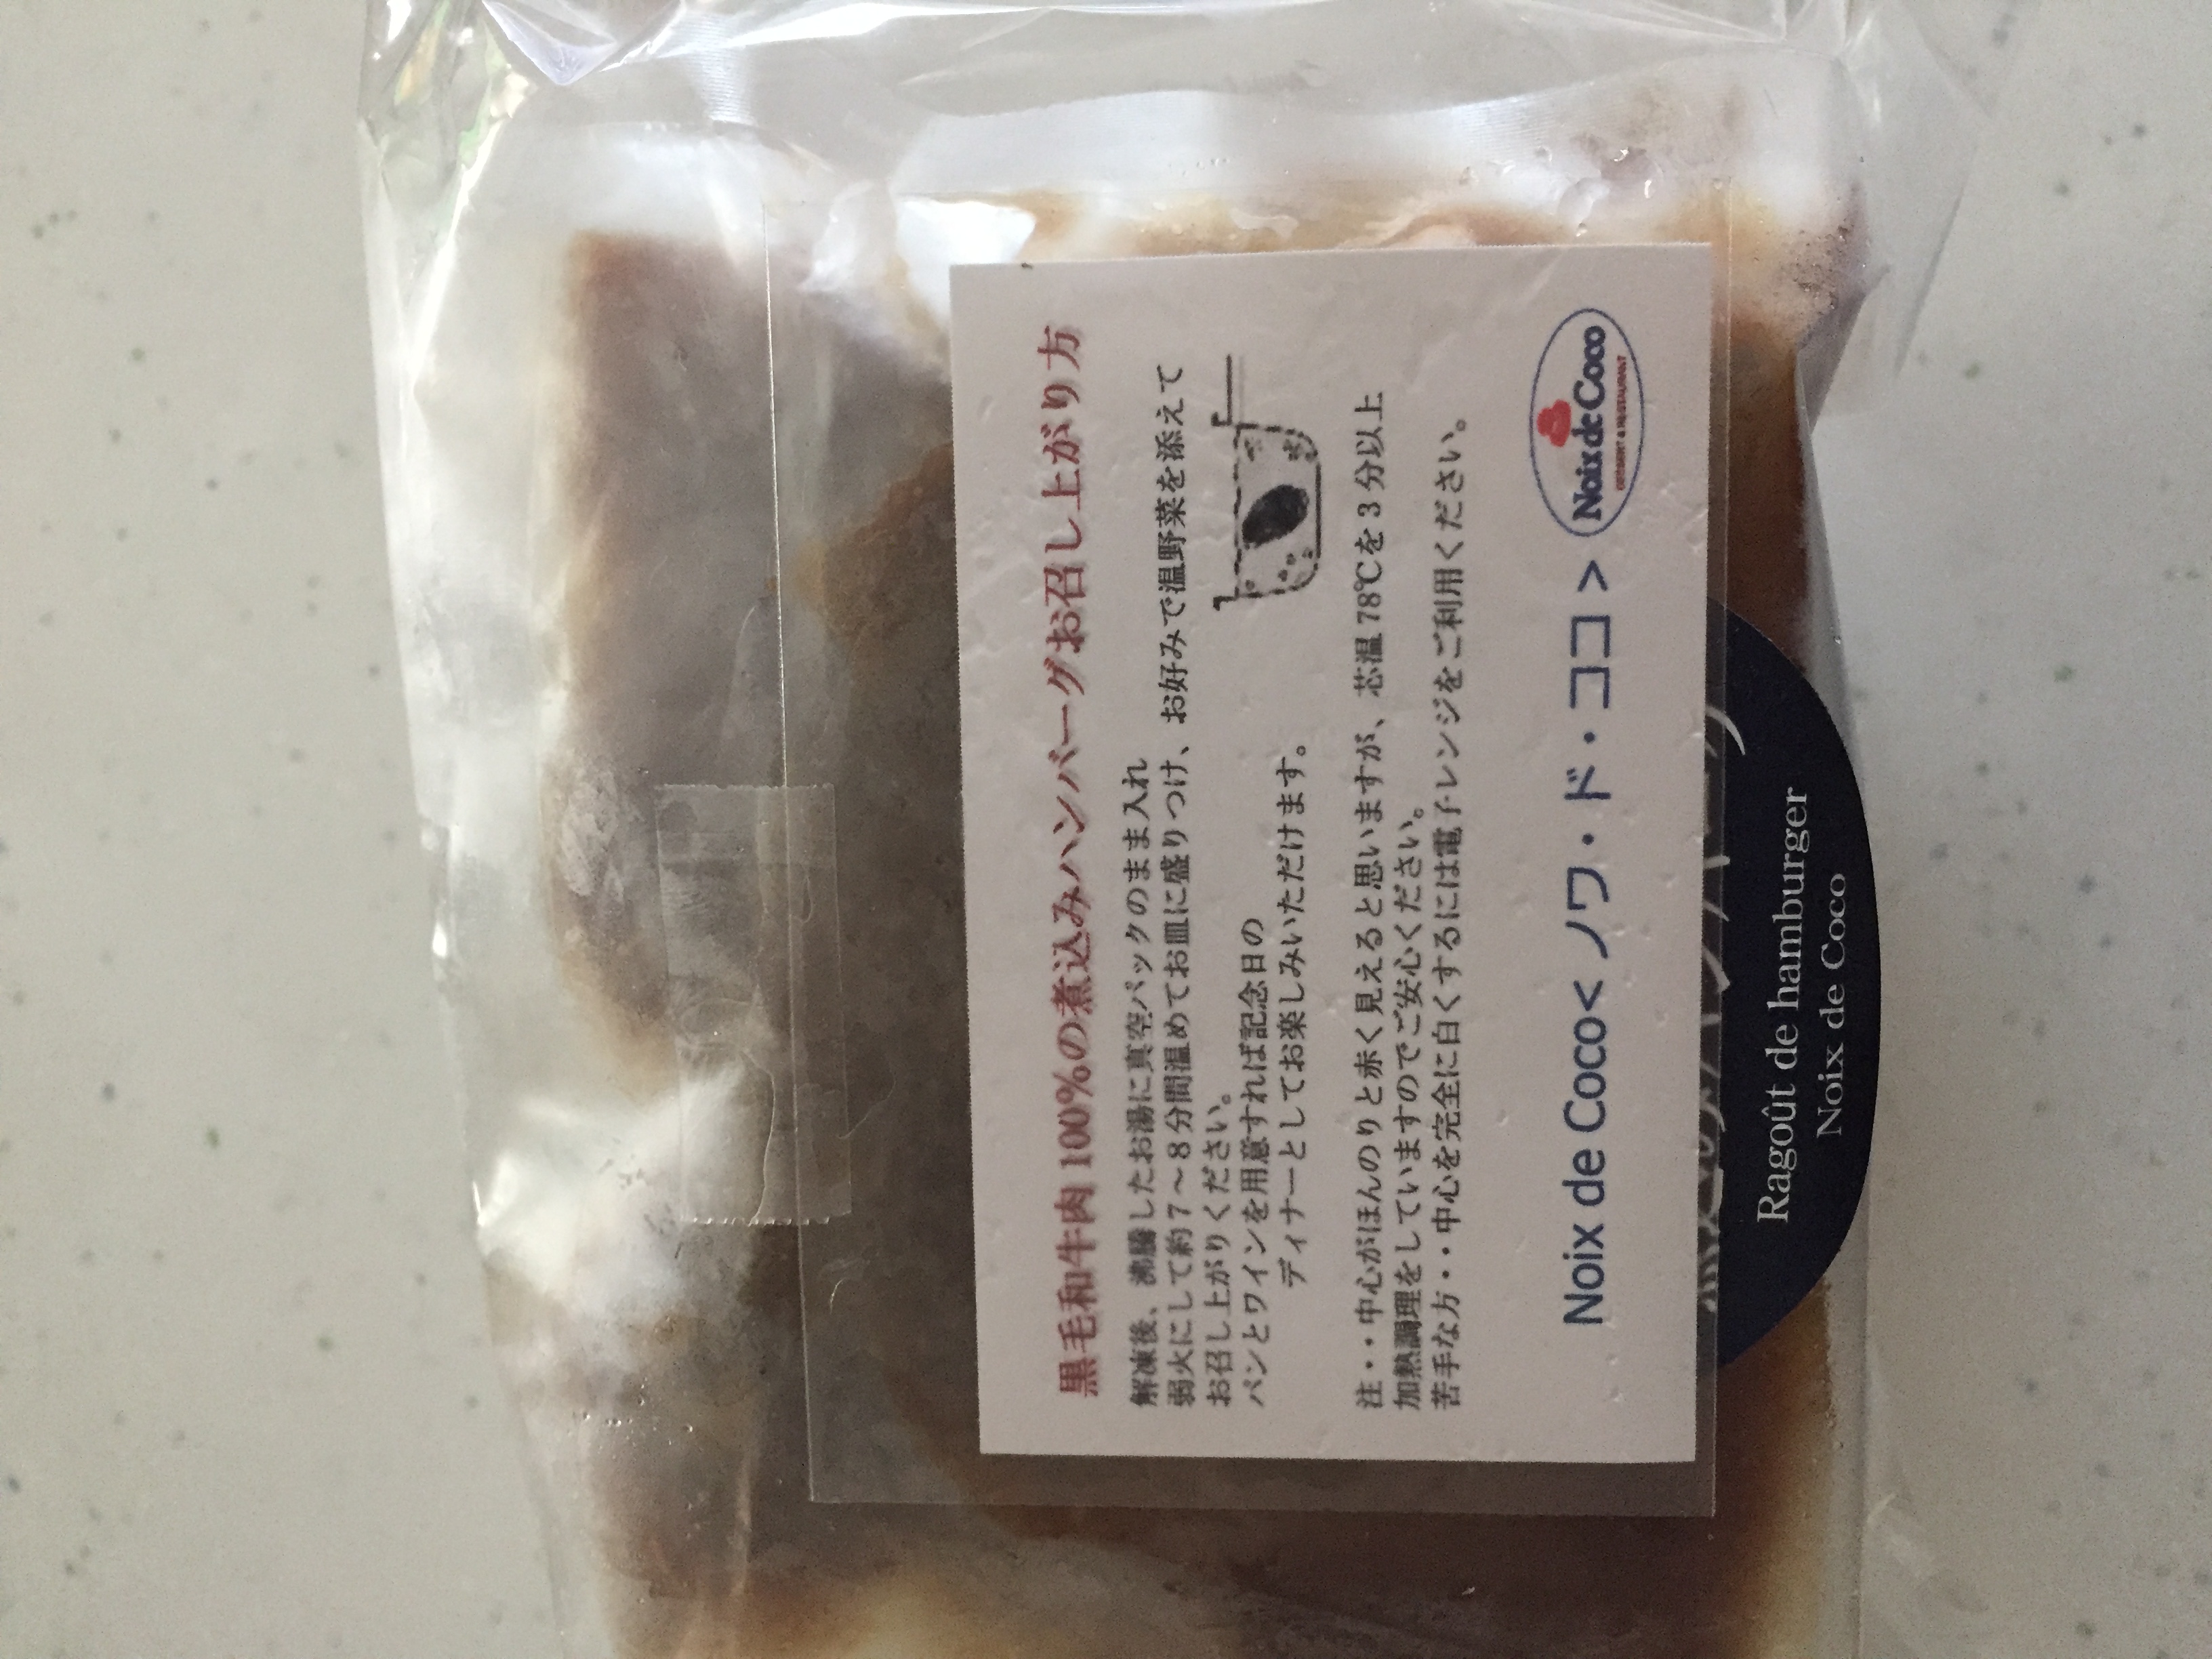 黒毛和牛肉100%の煮込みハンバーグお召し上がり方
解凍後、沸騰したお湯に真空パックのまま入れ
弱火にして約7～8分間温めてお皿に盛りつけ、お好みで温野菜を添えて
お召し上がりください。
パンとワインを用意すれば記念日の
ディナーとしてお楽しみいただけます。
注・・中心がほんのりと赤く見えると思いますが、芯温78℃を3分以上
加熱調理をしていますのでご安心ください。
苦手な方・・中心を完全に白くするには電子レンジをご利用ください。
Noix de Coco< ノワ・ド・ココ >
Noix de Coco
Ragoût de hamburger
Noix de Coco